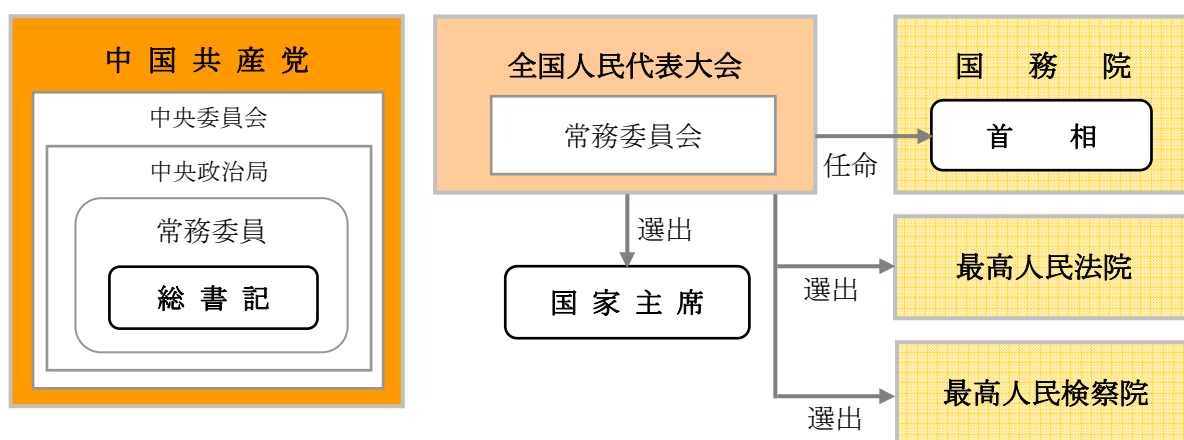 中国共産党
中央委員会
中央政治局
常務委員
総書記
全国人民代表大会
常務委員会
選出
国家主席
任命
選出
選出
国務院
首相
最高人民法院
最高人民検察院